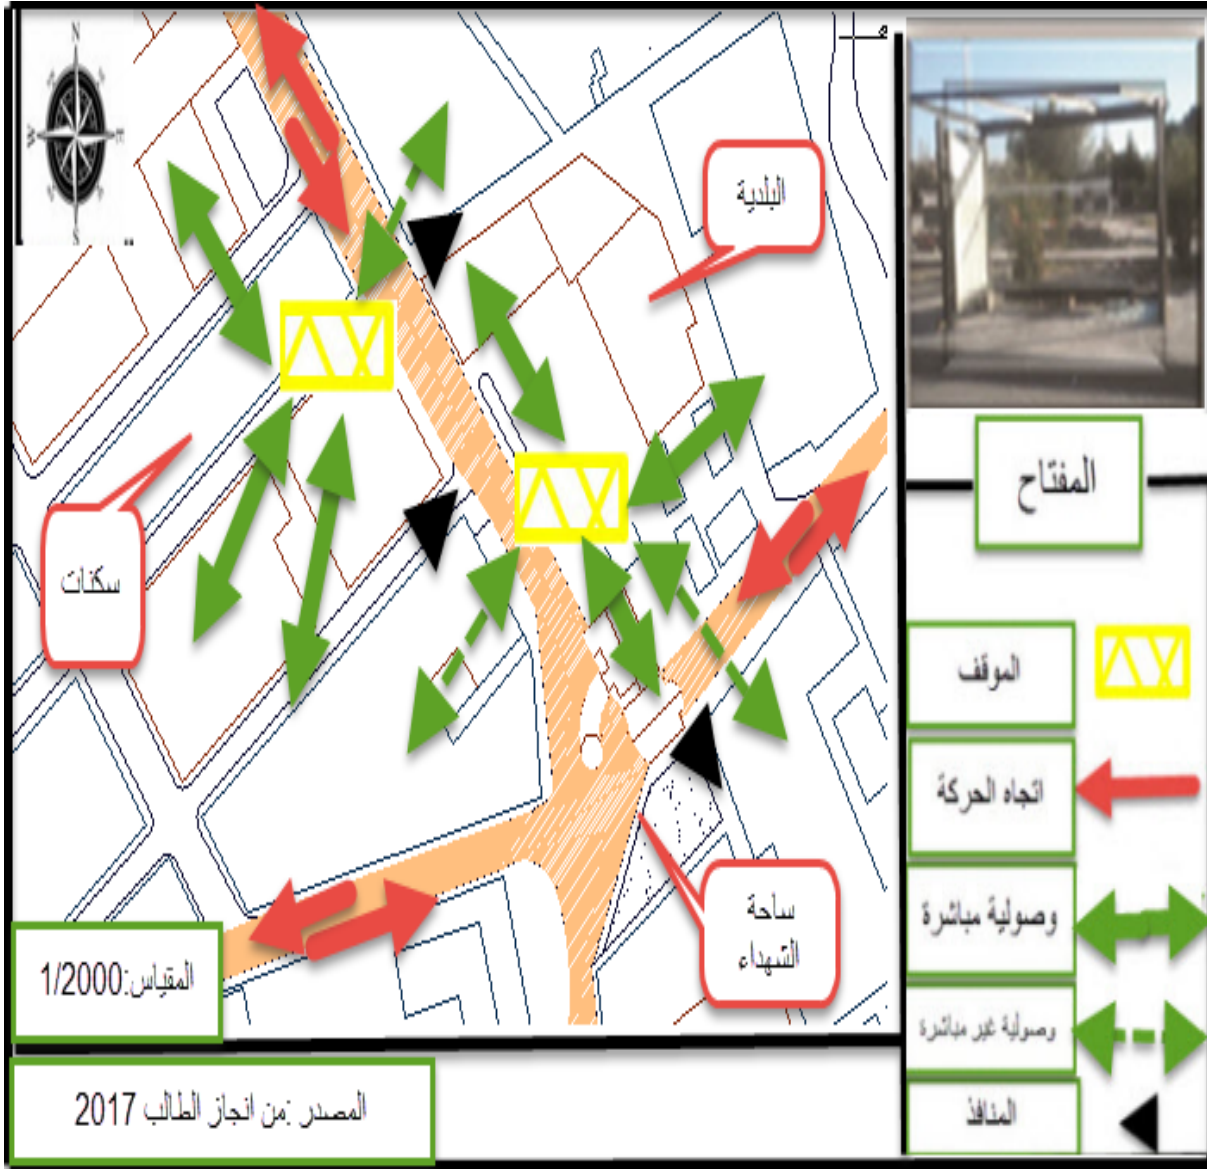 N
W
E
S
البلدية
سكنات
ساحة
الشهداء
المفتاح
الموقف
اتجاه الحركة
وصولية مباشرة
وصولية غير مباشرة
المنافذ
المقياس:1/2000
المصدر :من انجاز الطالب 2017